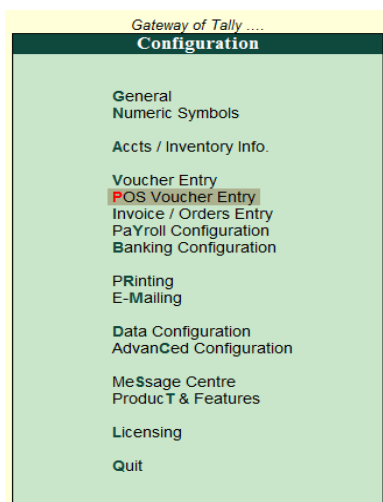 Gateway of Tally ....
Configuration
General
Numeric Symbols
Accts / Inventory Info.
Voucher Entry
POS Voucher Entry
Invoice / Orders Entry
PaYroll Configuration
Banking Configuration
PRinting
E-Mailing
Data Configuration
AdvanCed Configuration
MeSsage Centre
ProducT & Features
Licensing
Quit